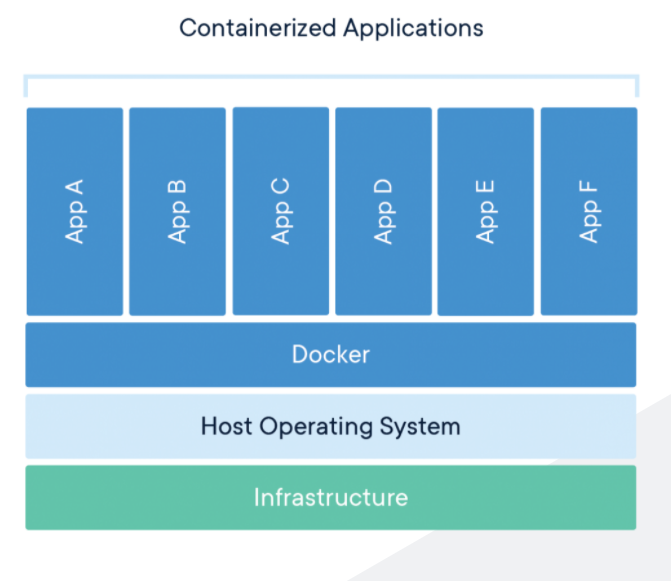 Containerized Applications
App A
App B
App C
App D
App E
App F
Docker
Host Operating System
Infrastructure